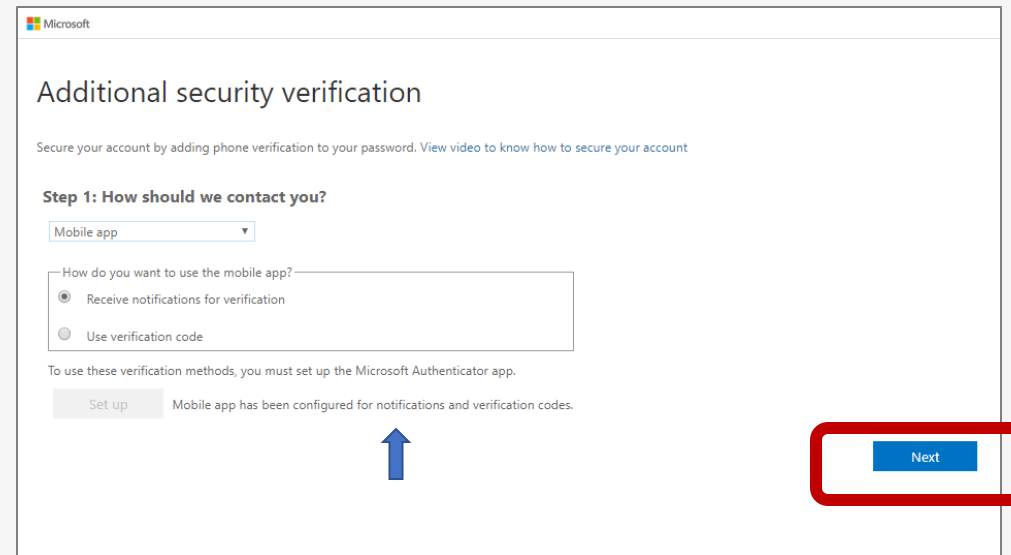 Microsoft
Additional security verification
Secure your account by adding phone verification to your password. View video to know how to secure your account
Step 1: How should we contact you?
Mobile app
How do you want to use the mobile app?
Receive notifications for verification
Use verification code
To use these verification methods, you must set up the Microsoft Authenticator app.
Set up Mobile app has been configured for notifications and verification codes.
Next